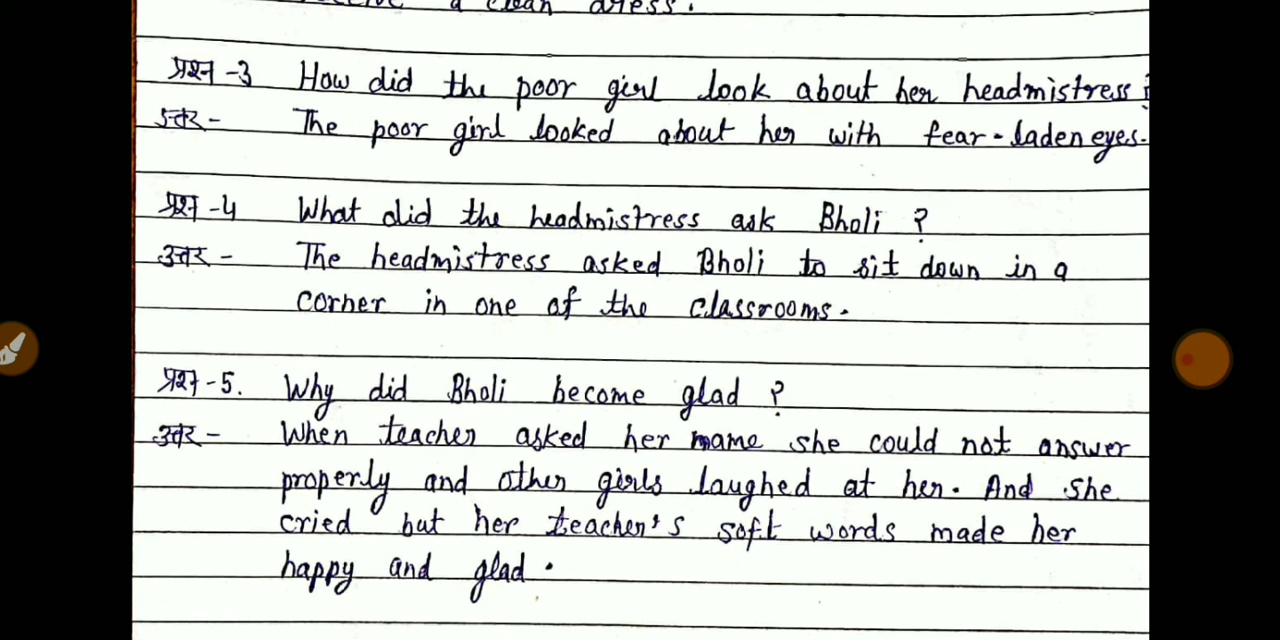 a clean dress.
प्रश्न -3 How did the poor girl look about her headmistress ?
उत्तर- The poor girl looked about her with fear-laden eyes.
प्रश्न -4 What did the headmistress ask Bholi ?
उत्तर - The headmistress asked Bholi to sit down in a
corner in one of the classrooms.
प्रश्न -5. Why did Bholi become glad ?
उत्तर - When teacher asked her name she could not answer
properly and other girls laughed at her. And she
cried but her teacher's soft words made her
happy and glad.